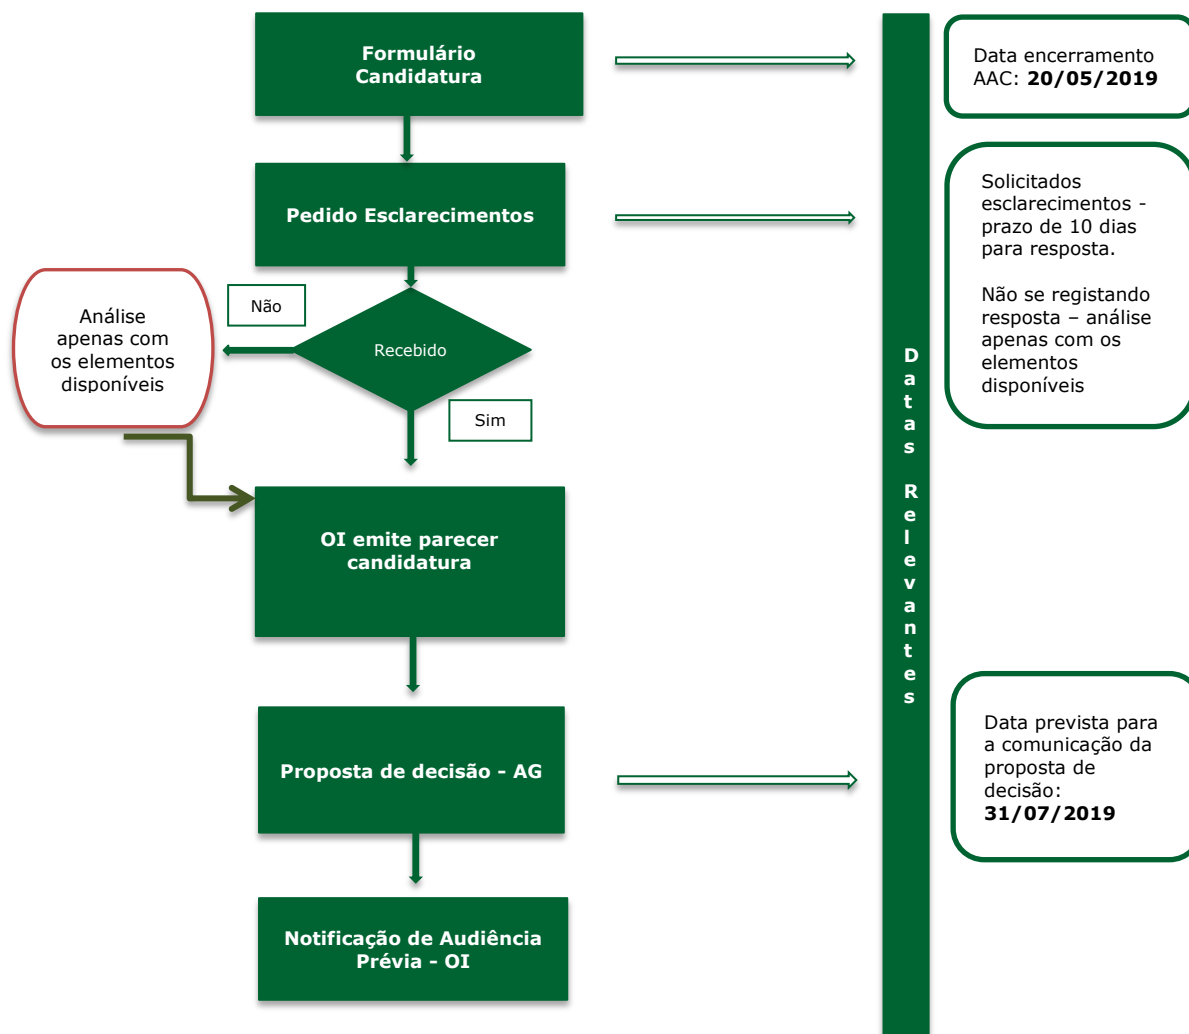 Formulário
Candidatura
Data encerramento
AAC: 20/05/2019
Pedido Esclarecimentos
Solicitados
esclarecimentos -
prazo de 10 dias
para resposta.
Não se registando
resposta – análise
apenas com os
elementos
disponíveis
Não
Análise
apenas com
os elementos
disponíveis
Recebido
Sim
Datas Relevantes
OI emite parecer
candidatura
Proposta de decisão - AG
Data prevista para
a comunicação da
proposta de
decisão:
31/07/2019
Notificação de Audiência
Prévia - OI